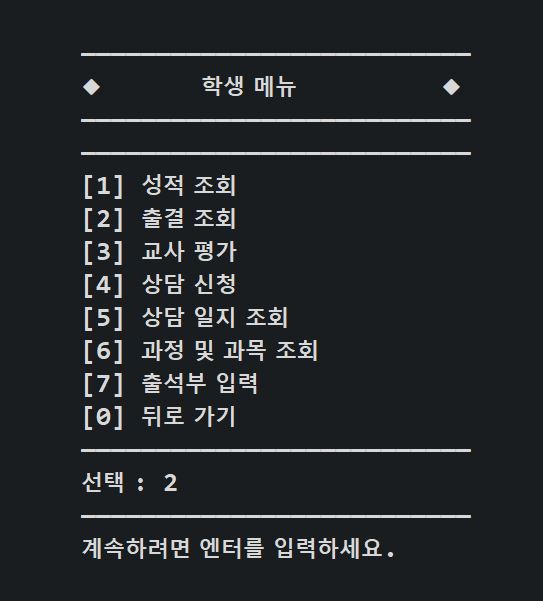 ◆ 학생 메뉴 ◆
[1] 성적 조회
[2] 출결 조회
[3] 교사 평가
[4] 상담 신청
[5] 상담 일지 조회
[6] 과정 및 과목 조회
[7] 출석부 입력
[0] 뒤로 가기
선택 : 2
계속하려면 엔터를 입력하세요.